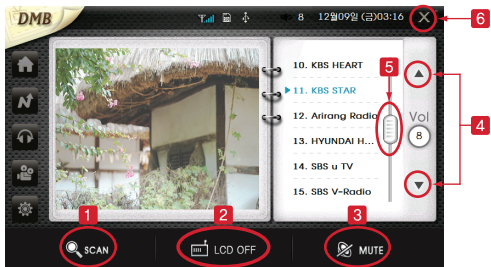 DMB
8 12월09일 (금)03:16
6
10. KBS HEART
5
11. KBS STAR
12. Arirang Radio
Vol
4
8
13. HYUNDAI H...
14. SBS u TV
15. SBS V-Radio
1
2
3
SCAN
LCD OFF
MUTE